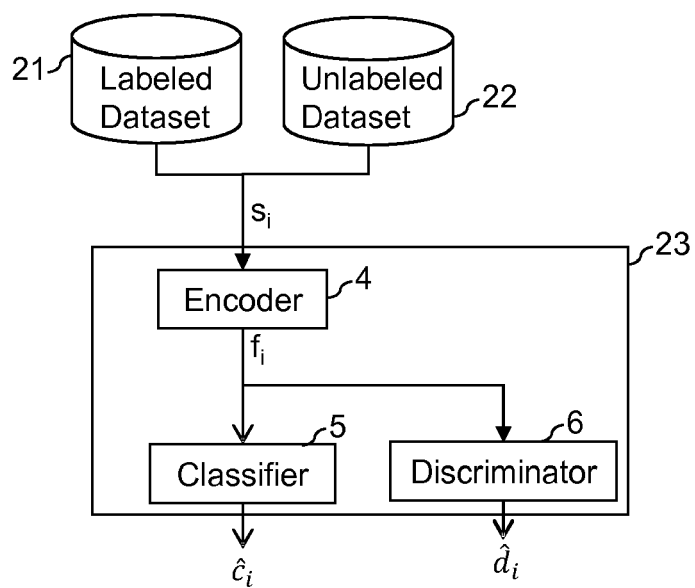 21
Labeled
Dataset
Unlabeled
Dataset
22
s_i
23
Encoder
4
f_i
5
Classifier
6
Discriminator
ĉ_i
d̂_i